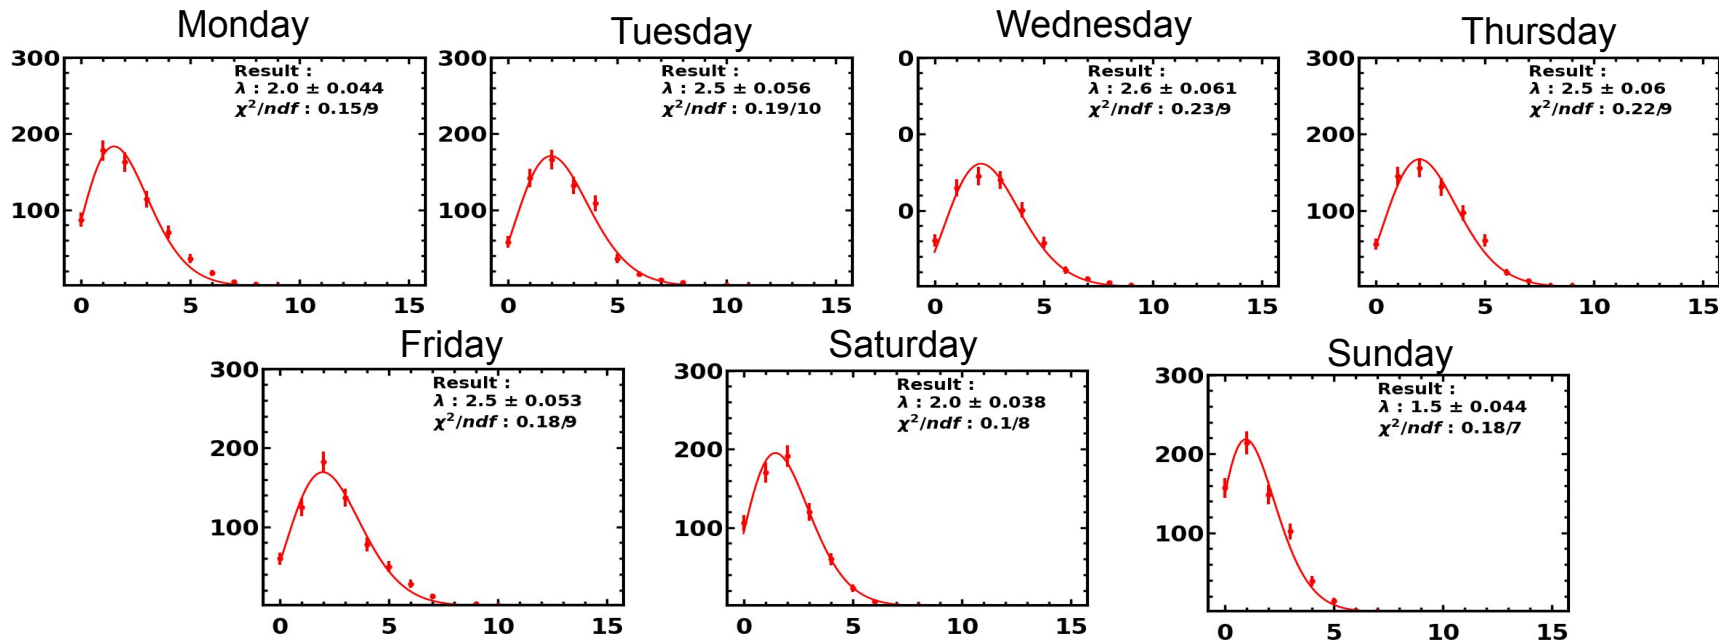 Monday
300
200
100
0 5 10 15
Result :
λ : 2.0 ± 0.044
χ²/ndf : 0.15/9
Tuesday
300
200
100
0 5 10 15
Result :
λ : 2.5 ± 0.056
χ²/ndf : 0.19/10
Wednesday
0
0
0
0 5 10 15
Result :
λ : 2.6 ± 0.061
χ²/ndf : 0.23/9
Thursday
300
200
100
0 5 10 15
Result :
λ : 2.5 ± 0.06
χ²/ndf : 0.22/9
Friday
300
200
100
0 5 10 15
Result :
λ : 2.5 ± 0.053
χ²/ndf : 0.18/9
Saturday
300
200
100
0 5 10 15
Result :
λ : 2.0 ± 0.038
χ²/ndf : 0.1/8
Sunday
300
200
100
0 5 10 15
Result :
λ : 1.5 ± 0.044
χ²/ndf : 0.18/7